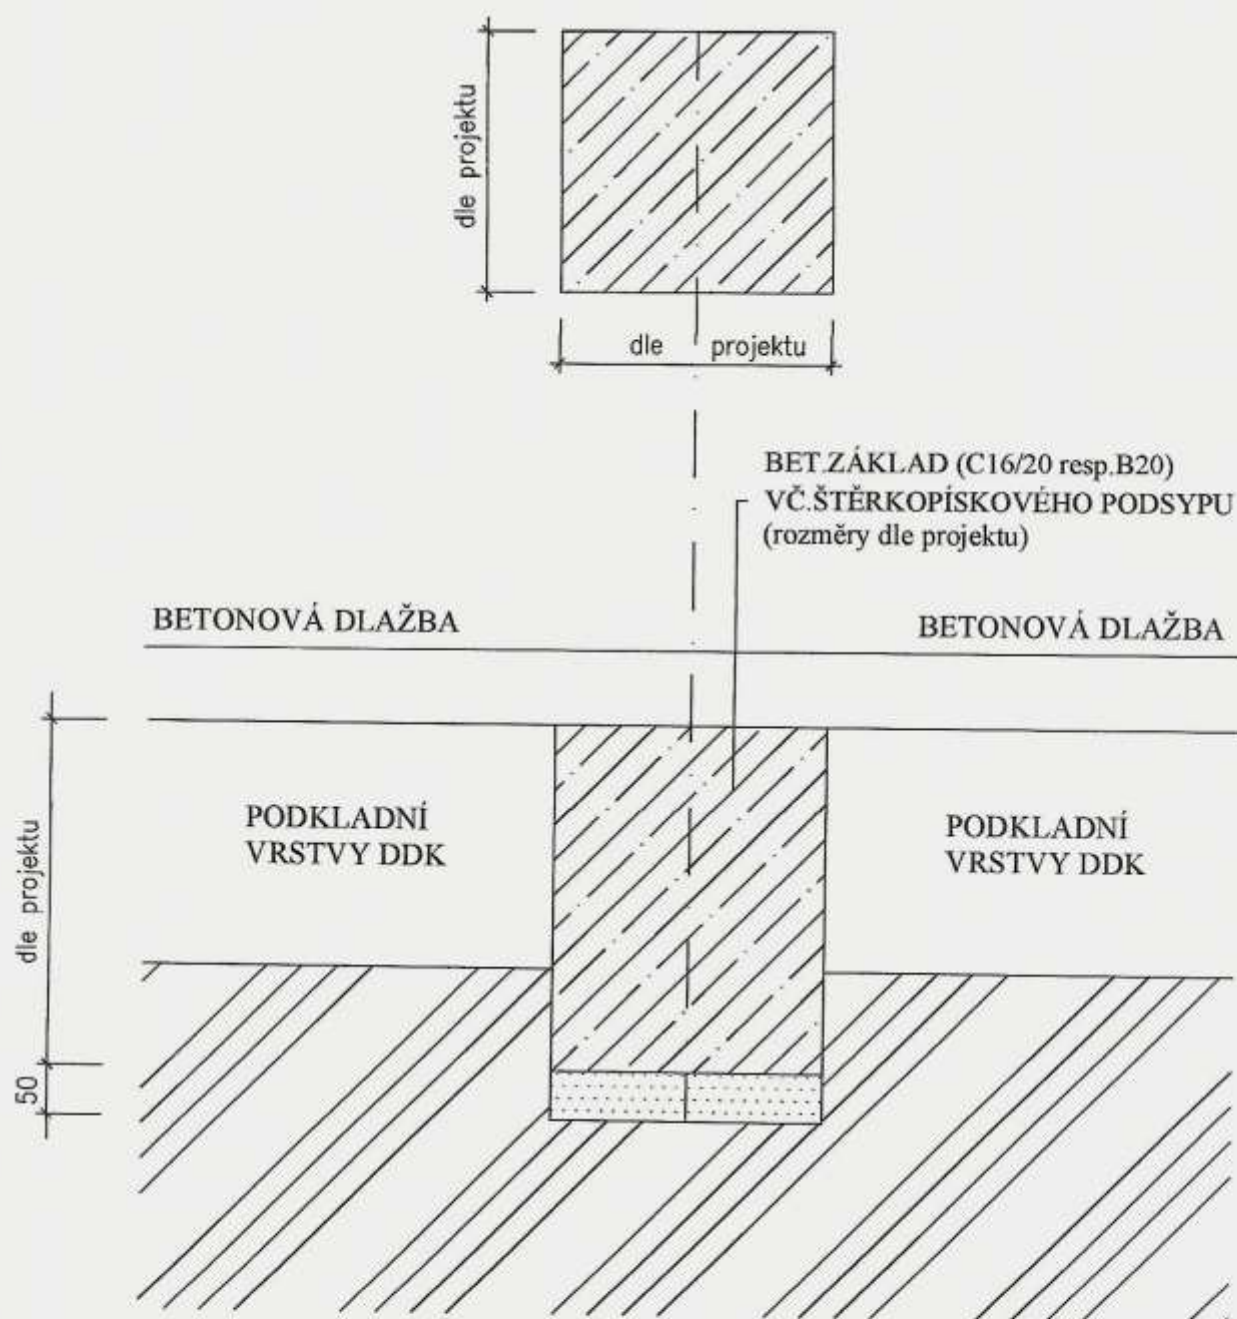 dle projektu
dle projektu
BET.ZÁKLAD (C16/20 resp.B20)
VČ.ŠTĚRKOPÍSKOVÉHO PODSYPU
(rozměry dle projektu)
BETONOVÁ DLAŽBA
BETONOVÁ DLAŽBA
PODKLADNÍ
VRSTVY DDK
PODKLADNÍ
VRSTVY DDK
dle projektu
50